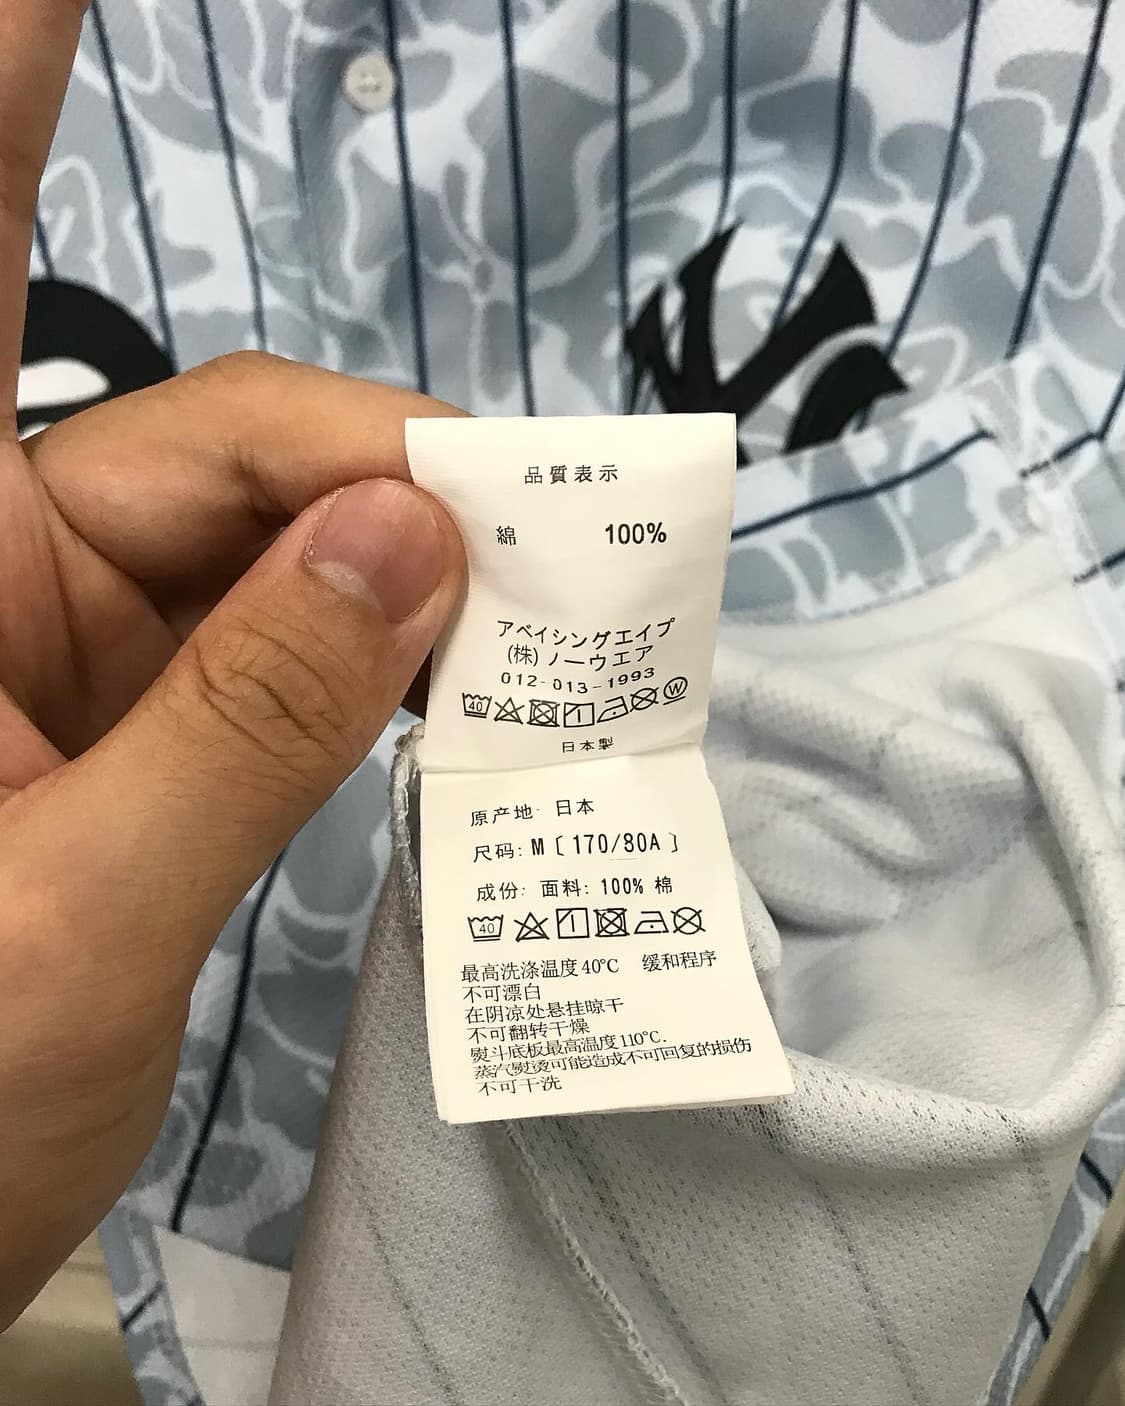 品質表示
綿 100%
アベイシングエイプ
(株)ノーウエア
012-013-1993
40
W
日本製
原产地: 日本
尺码: M〔170/80A〕
成份: 面料: 100% 棉
40
最高洗涤温度40℃ 缓和程序
不可漂白
在阴凉处悬挂晾干
不可翻转干燥
熨斗底板最高温度110℃.
蒸汽熨烫可能造成不可回复的损伤
不可干洗